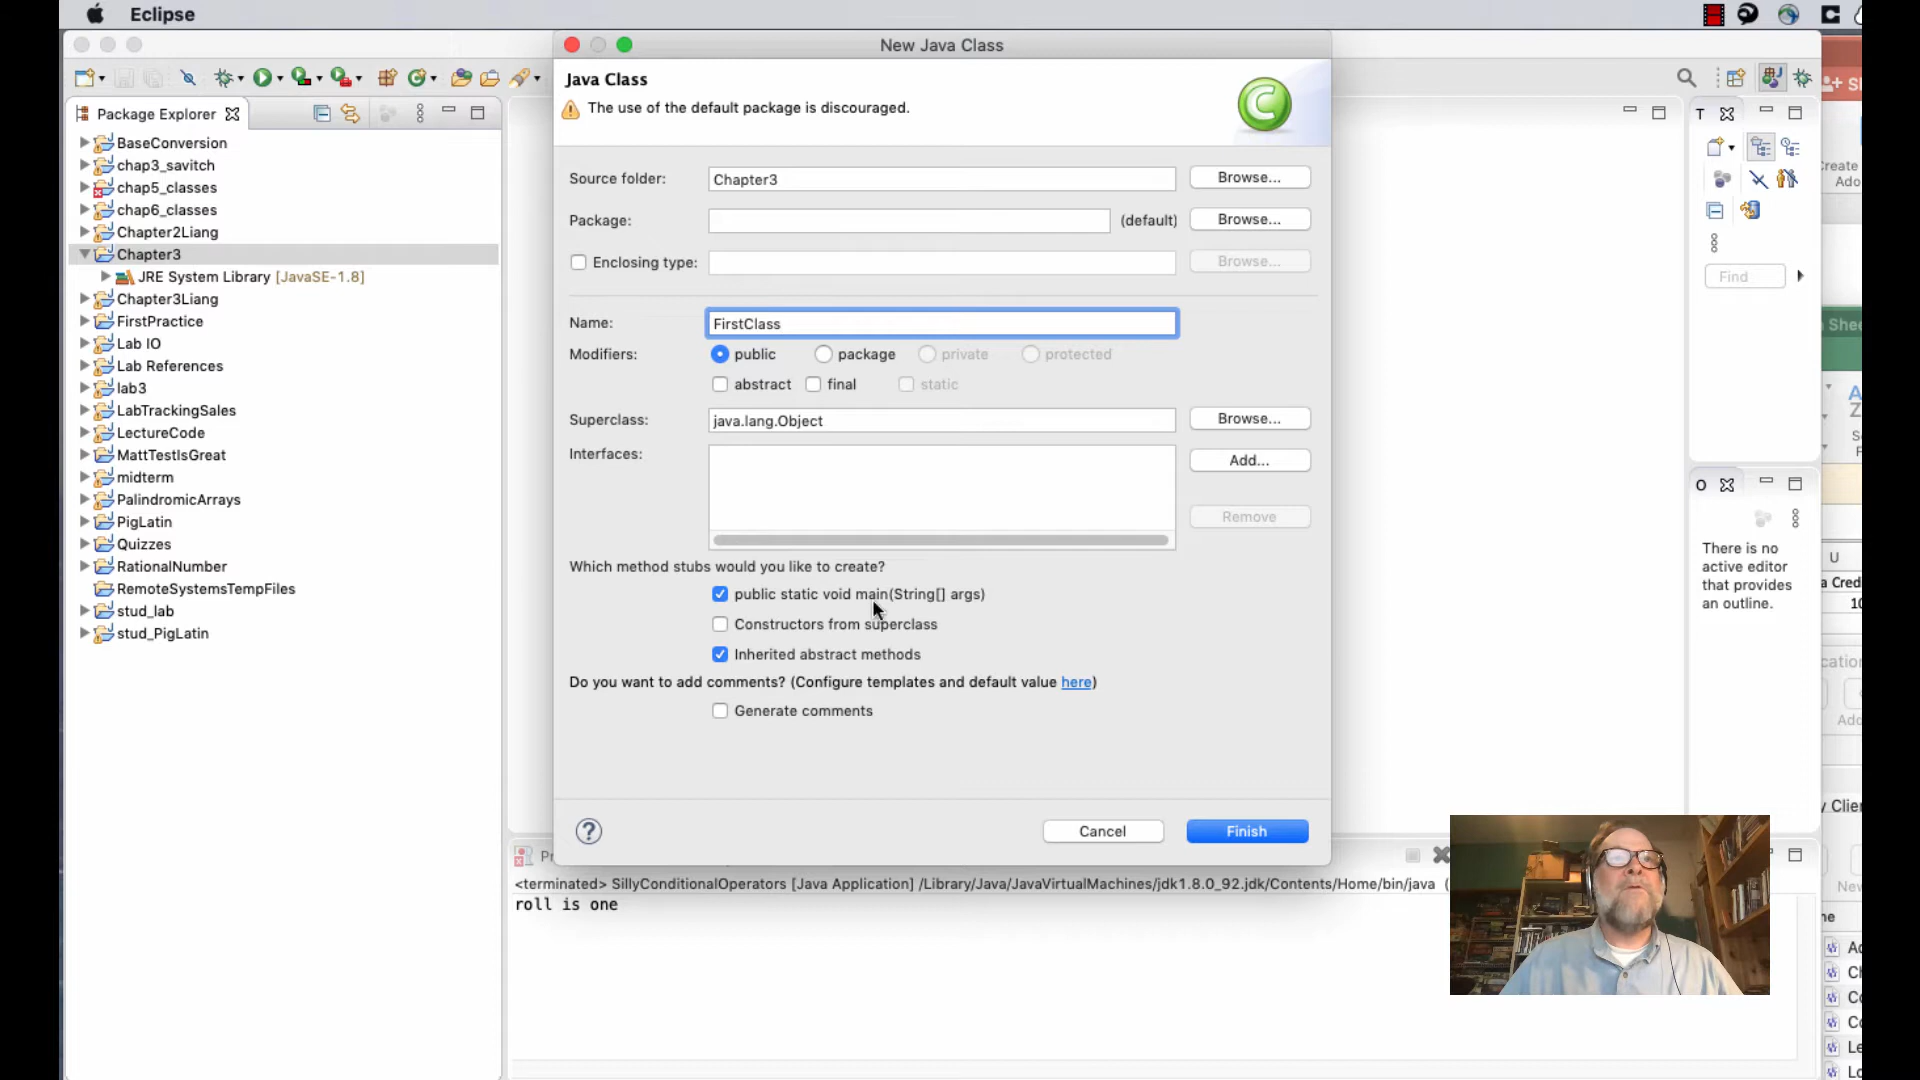 Eclipse
New Java Class
Java Class
The use of the default package is discouraged.
Package Explorer
BaseConversion
chap3_savitch
chap5_classes
chap6_classes
Chapter2Liang
Chapter3
JRE System Library [JavaSE-1.8]
Chapter3Liang
FirstPractice
Lab IO
Lab References
lab3
LabTrackingSales
LectureCode
MattTestIsGreat
midterm
PalindromicArrays
PigLatin
Quizzes
RationalNumber
RemoteSystemsTempFiles
stud_lab
stud_PigLatin
Source folder: Chapter3 Browse...
Package: (default) Browse...
Enclosing type: Browse...
Name: FirstClass
Modifiers: public package private protected
abstract final static
Superclass: java.lang.Object Browse...
Interfaces: Add...
Remove
Which method stubs would you like to create?
public static void main(String[] args)
Constructors from superclass
Inherited abstract methods
Do you want to add comments? (Configure templates and default value here)
Generate comments
Cancel Finish
T
Find
O
There is no
active editor
that provides
an outline.
<terminated> SillyConditionalOperators [Java Application] /Library/Java/JavaVirtualMachines/jdk1.8.0_92.jdk/Contents/Home/bin/java (
roll is one
U